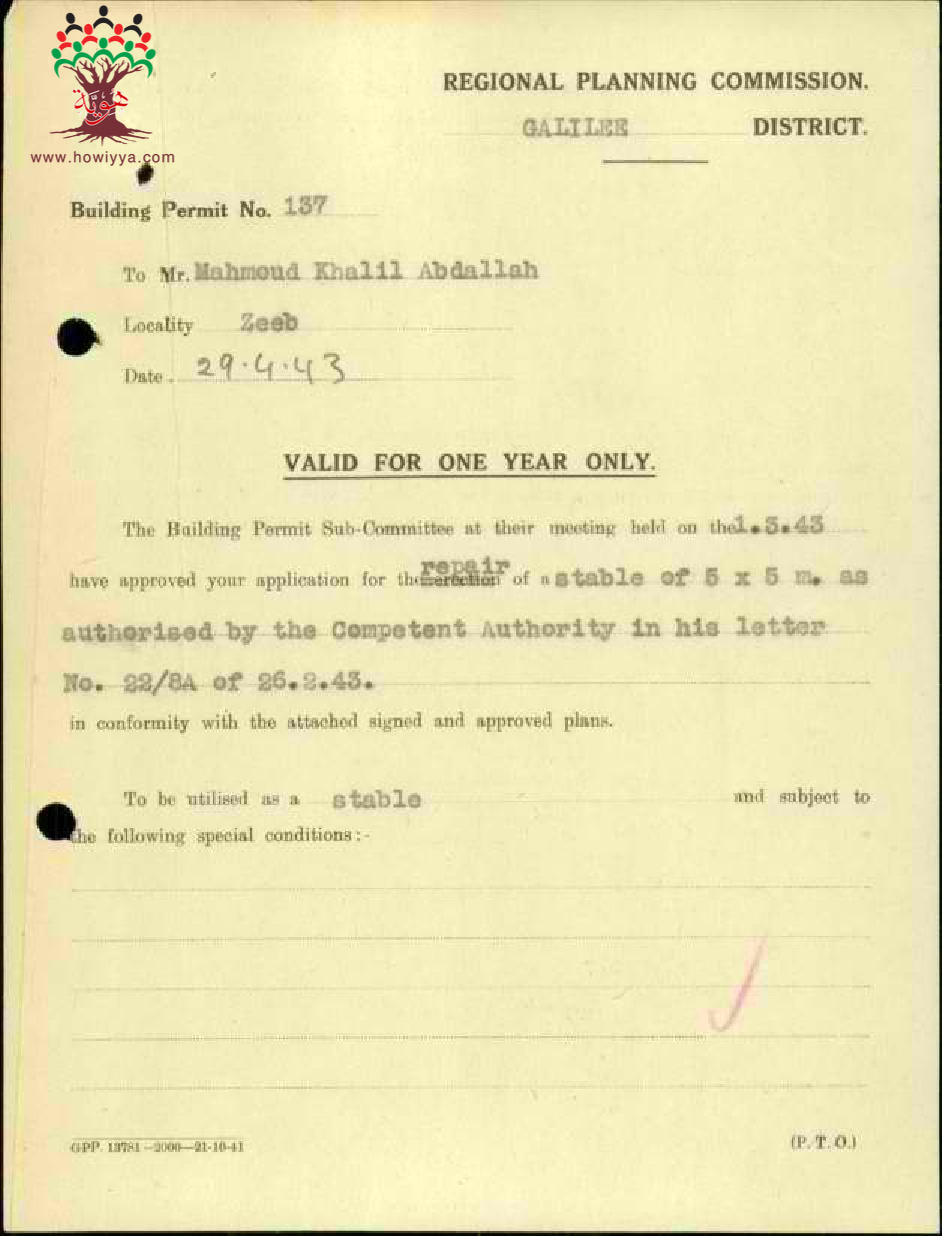 هوية
www.howiyya.com
REGIONAL PLANNING COMMISSION.
GALILEE DISTRICT.
Building Permit No. 137
To Mr. Mahmoud Khalil Abdallah
Locality Zeeb
Date. 29.4.43
VALID FOR ONE YEAR ONLY.
The Building Permit Sub-Committee at their meeting held on the 1.3.43
repair
have approved your application for the erection of a stable of 5 x 5 m. as
authorised by the Competent Authority in his letter
No. 22/8A of 26.2.43.
in conformity with the attached signed and approved plans.
To be utilised as a stable and subject to
the following special conditions:-
GPP. 13781-2000-21-10-41
(P. T. O.)